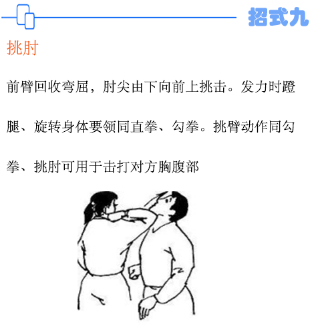 招式九
挑肘
前臂回收弯屈，肘尖由下向前上挑击。发力时蹬
腿、旋转身体要领同直拳、勾拳。挑臂动作同勾
拳、挑肘可用于击打对方胸腹部